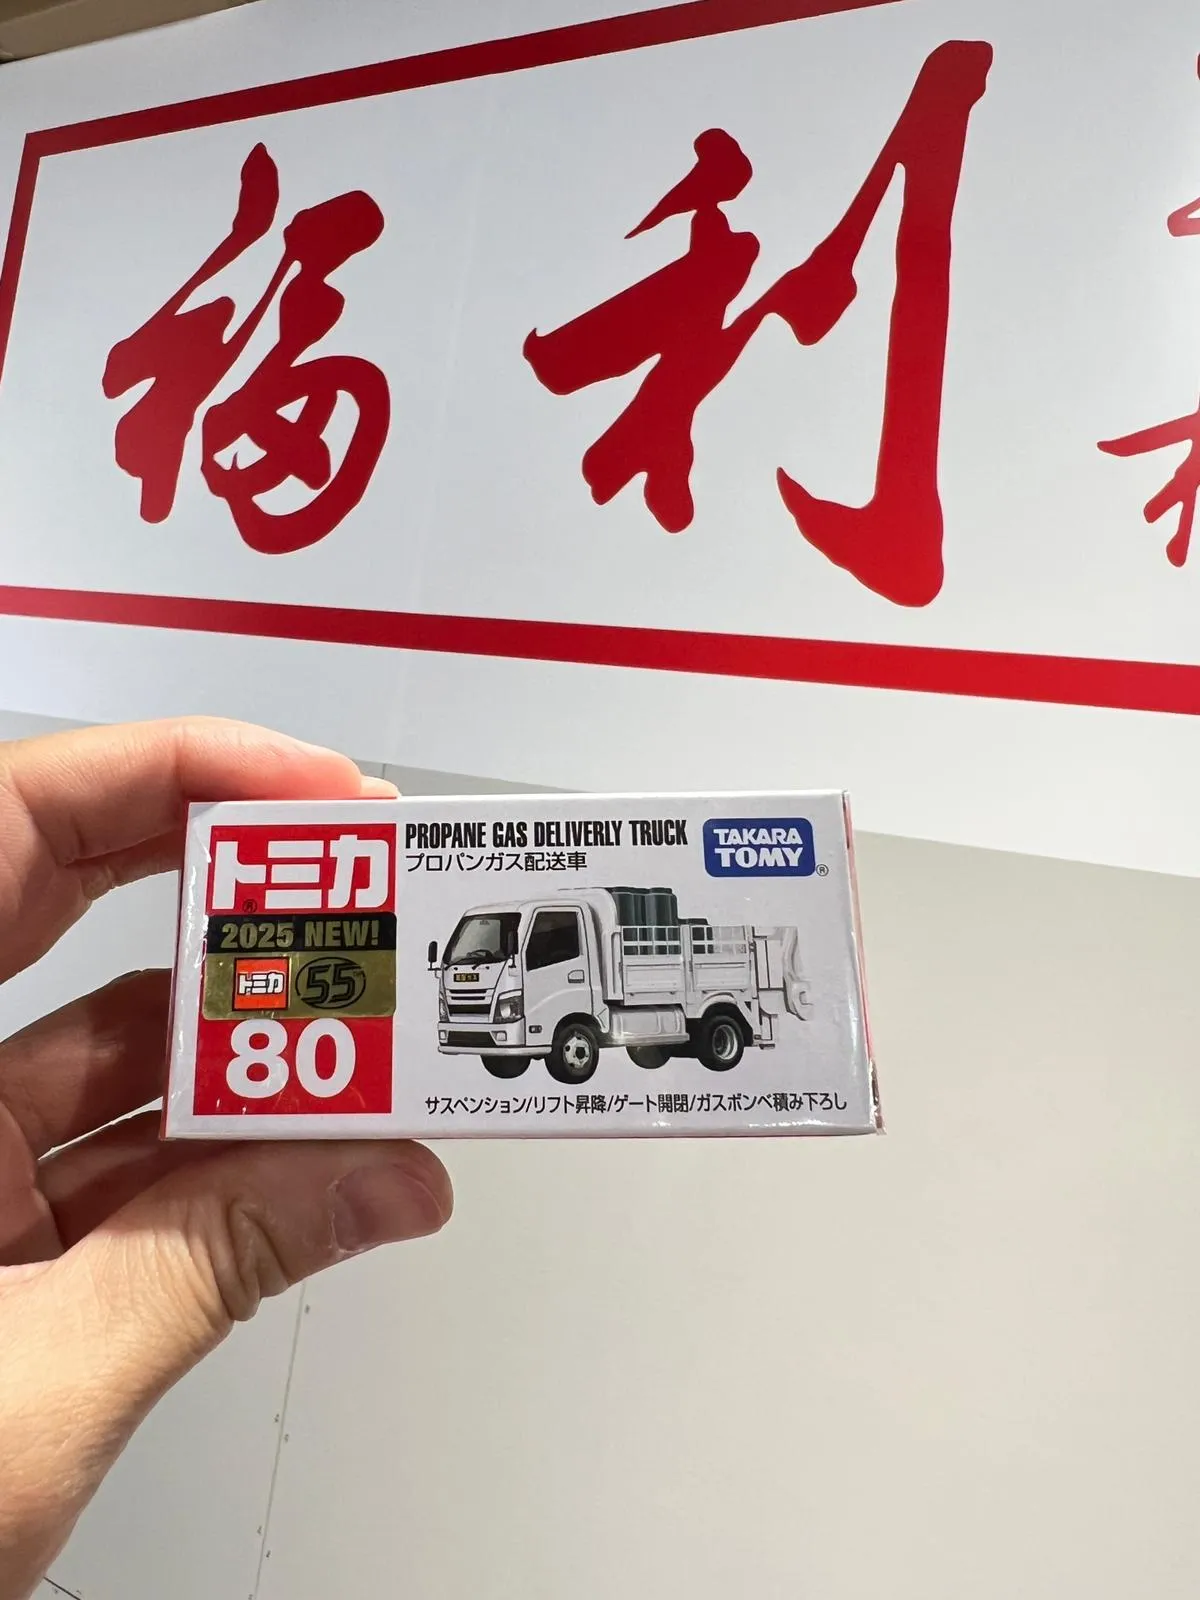 福利
トミカ
PROPANE GAS DELIVERLY TRUCK
プロパンガス配送車
TAKARA
TOMY
2025 NEW!
トミカ 55
80
サスペンション/リフト昇降/ゲート開閉/ガスボンベ積み下ろし